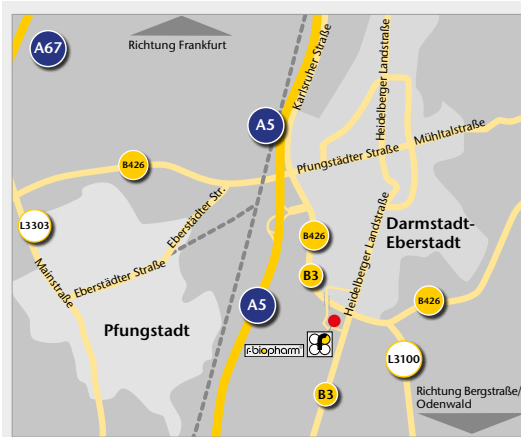 A67
Richtung Frankfurt
Karlsruher Straße
Heidelberger Landstraße
A5
Mühltalstraße
Pfungstädter Straße
B426
Eberstädter Str.
L3303
Darmstadt-
Eberstadt
B426
Heidelberger Landstraße
Mainstraße
Eberstädter Straße
B3
A5
B426
Pfungstadt
r-biopharm
L3100
B3
Richtung Bergstraße/
Odenwald